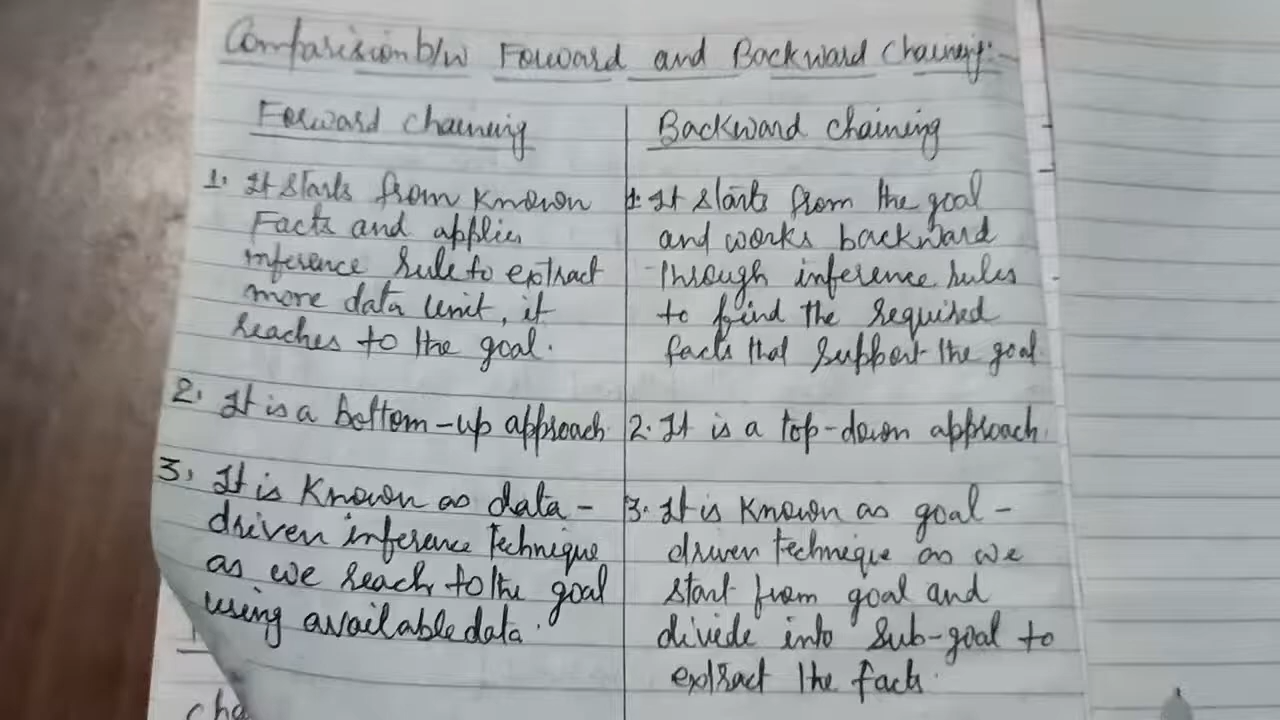 Comparision b/w Forward and Backward Chaining:-
Forward chaining
1. It starts from known
Facts and applies
inference rule to extract
more data unit, it
reaches to the goal.
2. It is a bottom-up approach
3. It is known as data-
driven inference technique
as we reach to the goal
using available data.
cha
Backward chaining
1. It starts from the goal
and works backward
through inference rules
to find the required
facts that support the goal
2. It is a top-down approach.
3. It is known as goal-
driven technique as we
start from goal and
divide into sub-goal to
extract the facts.